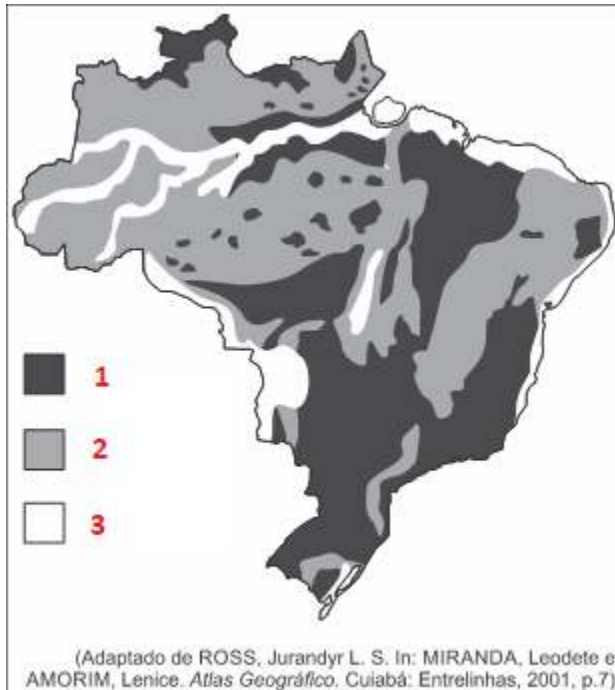 1
2
3
(Adaptado de ROSS, Jurandyr L. S. In: MIRANDA, Leodete e
AMORIM, Lenice. Atlas Geográfico. Cuiabá: Entrelinhas, 2001, p.7)